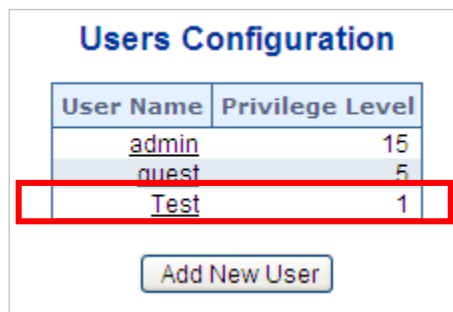 Users Configuration
User Name Privilege Level
admin 15
guest 5
Test 1
Add New User